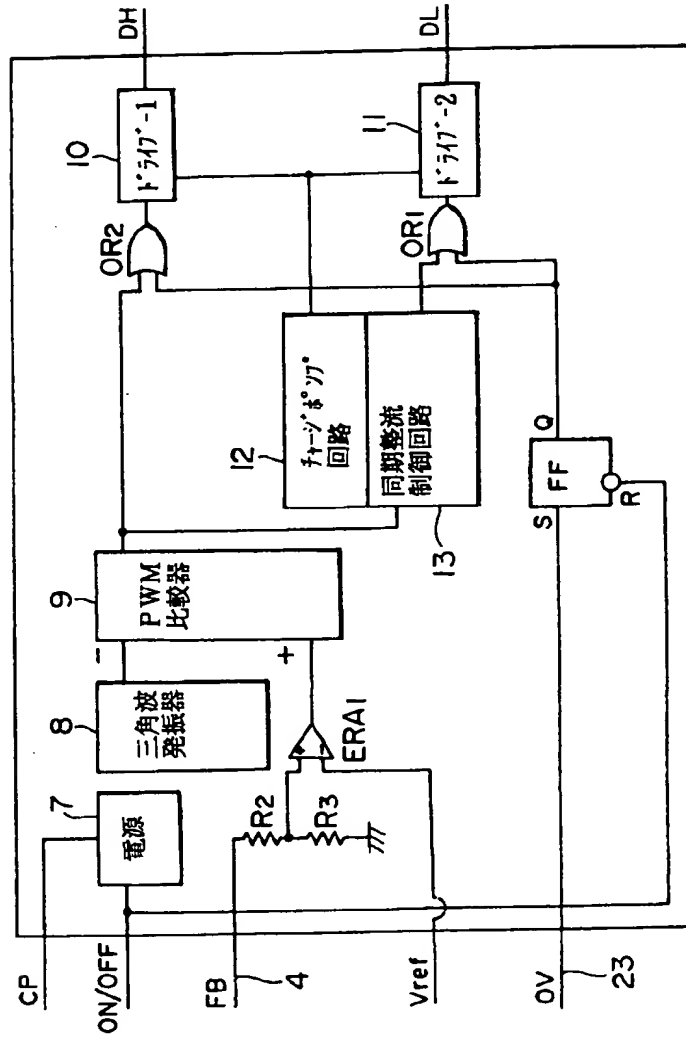 CP
ON/OFF
FB
4
Vref
OV
23
7
電源
8
三角波
発振器
-
+
9
PWM
比較器
R2
R3
ERA1
12
チャージポンプ
回路
同期整流
制御回路
13
S
FF
Q
R
OR2
OR1
10
ドライブ-1
11
ドライブ-2
DH
DL